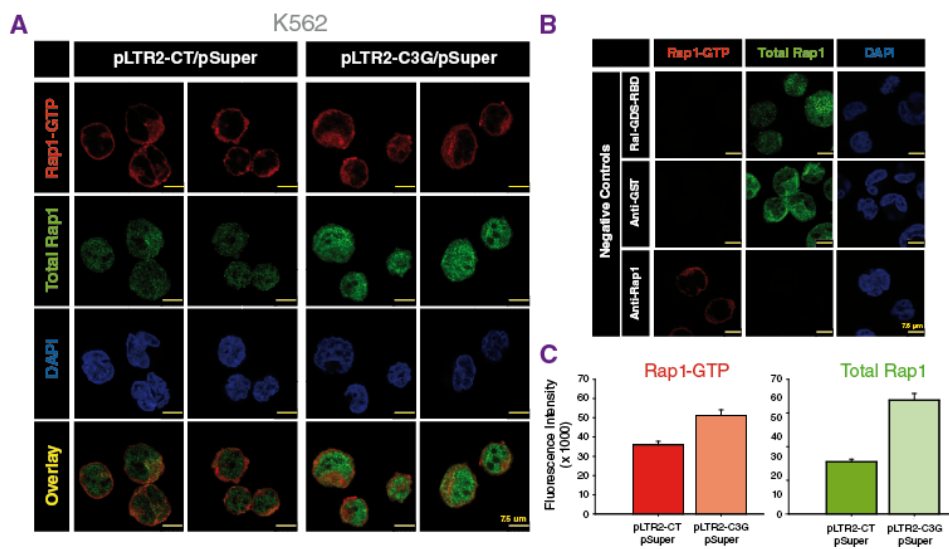 A
K562
pLTR2-CT/pSuper
pLTR2-C3G/pSuper
Rap1-GTP
Total Rap1
DAPI
Overlay
7.5 um
B
Rap1-GTP
Total Rap1
DAPI
Negative Controls
Ral-GDS-RBD
Anti-GST
Anti-Rap1
7.5 µm
C
Rap1-GTP
Fluorescence Intensity
(x 1000)
70
60
50
40
30
20
10
0
pLTR2-CT
pSuper
pLTR2-C3G
pSuper
Total Rap1
70
60
50
40
30
20
10
0
pLTR2-CT
pSuper
pLTR2-C3G
pSuper